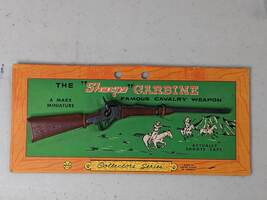 THE "Sharps" CARBINE
FAMOUS CAVALRY WEAPON
A MARX
MINIATURE
ACTUALLY
SHOOTS CAPS
Collectors' Series